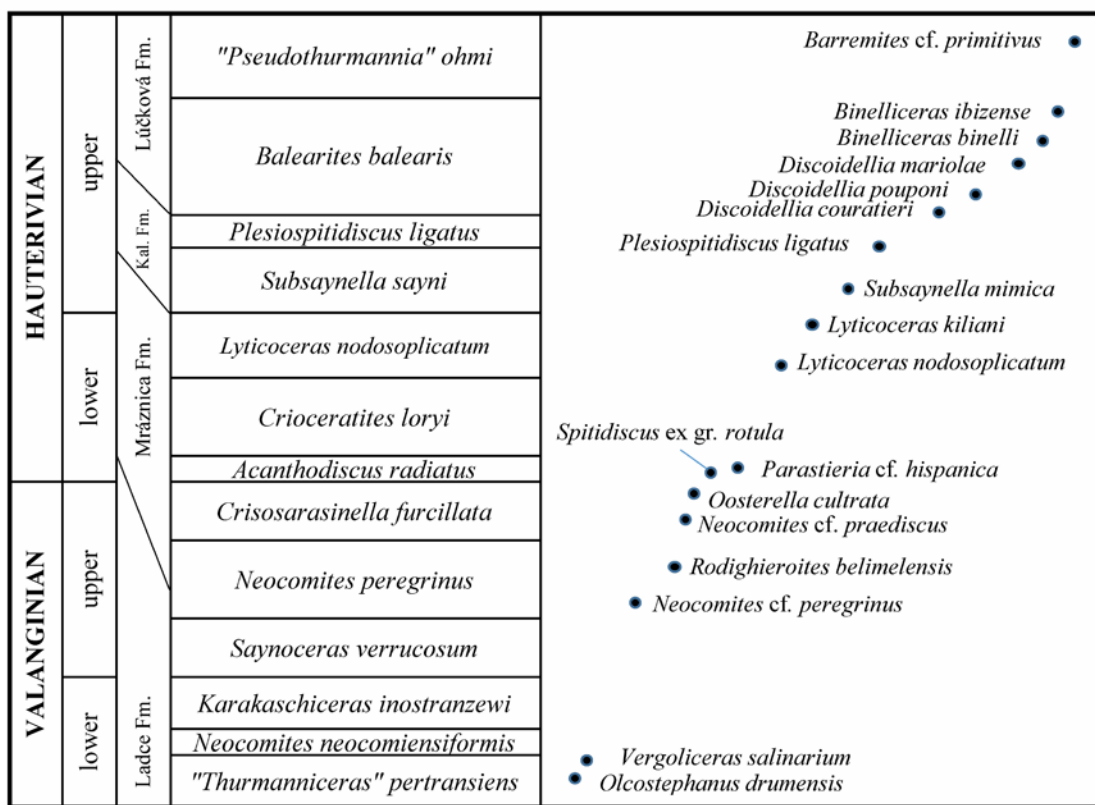 HAUTERIVIAN
VALANGINIAN
upper
lower
upper
lower
Lúčková Fm.
Kal. Fm.
Mráznica Fm.
Ladce Fm.
"Pseudothurmannia" ohmi
Balearites balearis
Plesiospitidiscus ligatus
Subsaynella sayni
Lyticoceras nodosoplicatum
Crioceratites loryi
Acanthodiscus radiatus
Crisosarasinella furcillata
Neocomites peregrinus
Saynoceras verrucosum
Karakaschiceras inostranzewi
Neocomites neocomiensiformis
"Thurmanniceras" pertransiens
Barremites cf. primitivus
Binelliceras ibizense
Binelliceras binelli
Discoidellia mariolae
Discoidellia pouponi
Discoidellia couratieri
Plesiospitidiscus ligatus
Subsaynella mimica
Lyticoceras kiliani
Lyticoceras nodosoplicatum
Spitidiscus ex gr. rotula
Parastieria cf. hispanica
Oosterella cultrata
Neocomites cf. praediscus
Rodighieroites belimelensis
Neocomites cf. peregrinus
Vergoliceras salinarium
Olcostephanus drumensis